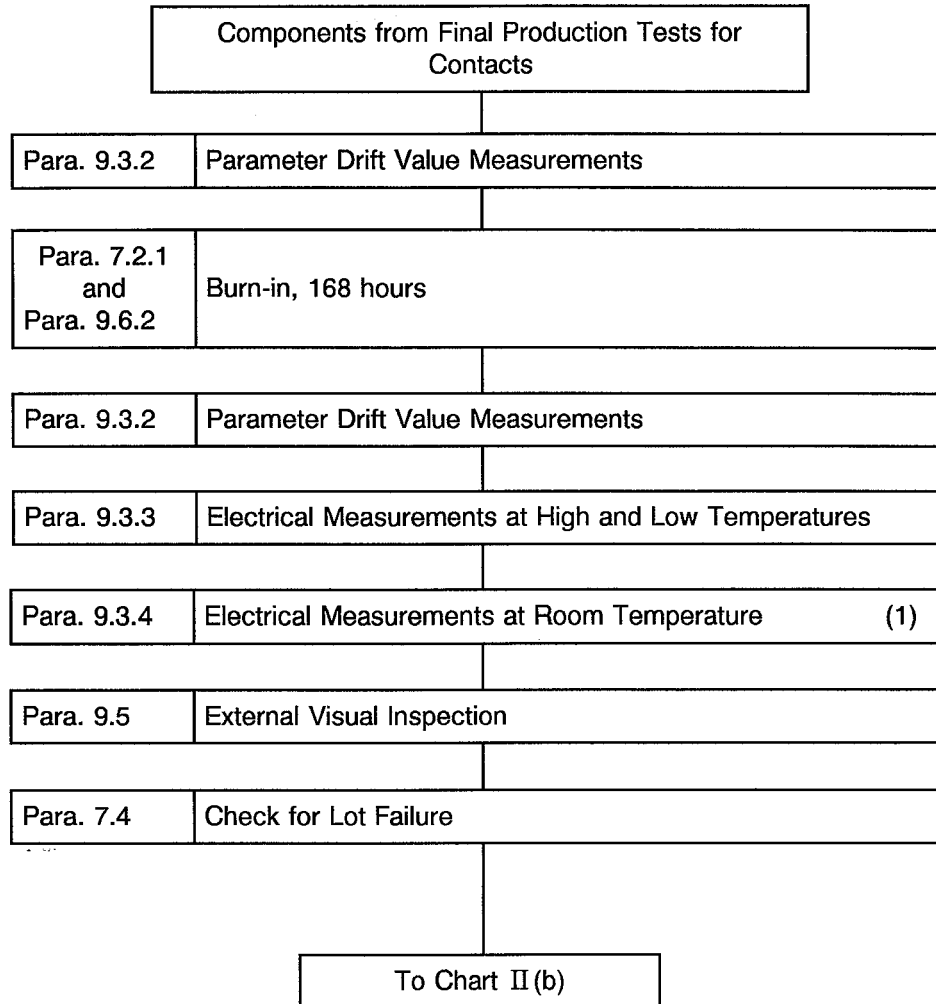 Components from Final Production Tests for
Contacts
Para. 9.3.2 Parameter Drift Value Measurements
Para. 7.2.1
and
Para. 9.6.2
Burn-in, 168 hours
Para. 9.3.2 Parameter Drift Value Measurements
Para. 9.3.3 Electrical Measurements at High and Low Temperatures
Para. 9.3.4 Electrical Measurements at Room Temperature (1)
Para. 9.5 External Visual Inspection
Para. 7.4 Check for Lot Failure
To Chart II (b)